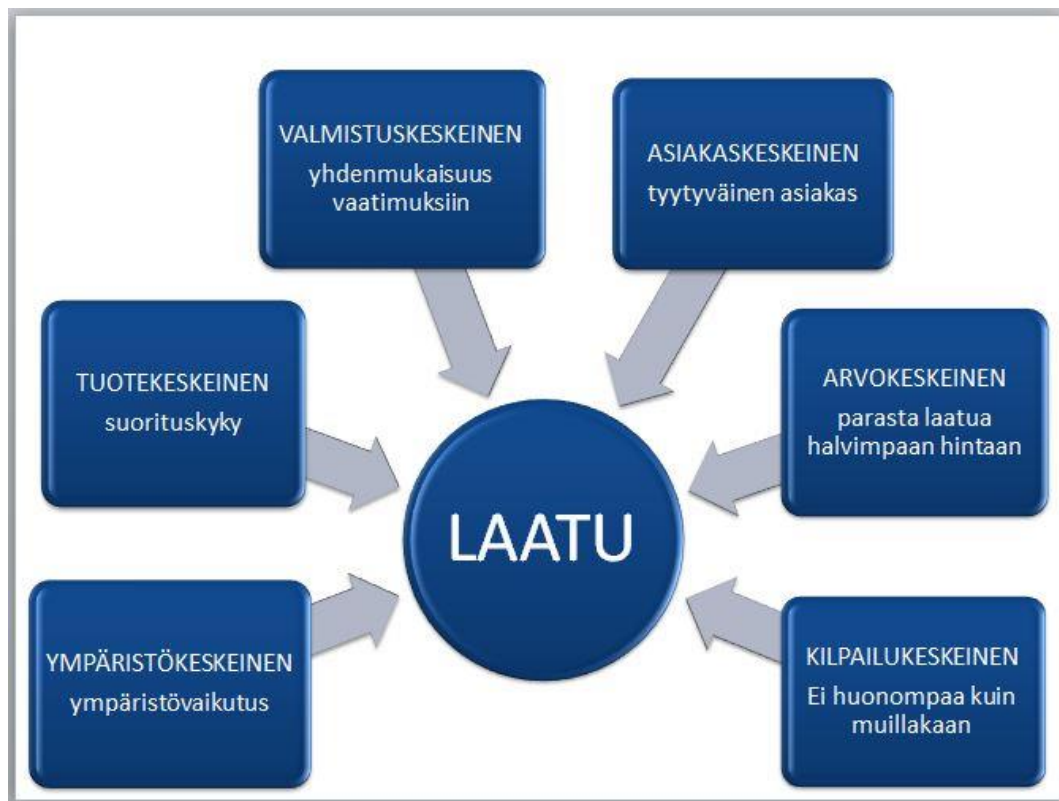 VALMISTUSKESKEINEN
yhdenmukaisuus
vaatimuksiin
ASIAKASKESKEINEN
tyytyväinen asiakas
TUOTEKESKEINEN
suorituskyky
ARVOKESKEINEN
parasta laatua
halvimpaan hintaan
LAATU
YMPÄRISTÖKESKEINEN
ympäristövaikutus
KILPAILUKESKEINEN
Ei huonompaa kuin
muillakaan